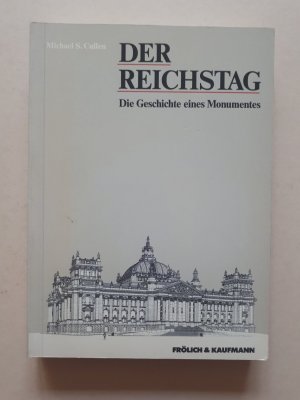 Michael S. Cullen
DER
REICHSTAG
Die Geschichte eines Monumentes
FRÖLICH & KAUFMANN